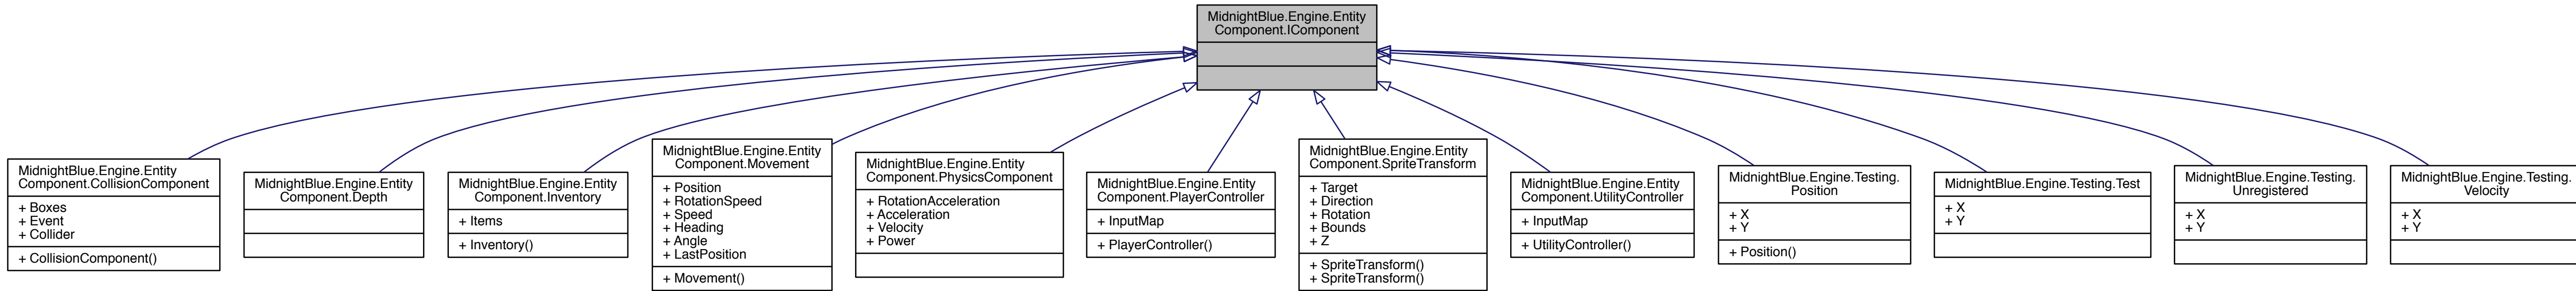 MidnightBlue.Engine.Entity
Component.IComponent
MidnightBlue.Engine.Entity
Component.CollisionComponent
+ Boxes
+ Event
+ Collider
+ CollisionComponent()
MidnightBlue.Engine.Entity
Component.Depth
MidnightBlue.Engine.Entity
Component.Inventory
+ Items
+ Inventory()
MidnightBlue.Engine.Entity
Component.Movement
+ Position
+ RotationSpeed
+ Speed
+ Heading
+ Angle
+ LastPosition
+ Movement()
MidnightBlue.Engine.Entity
Component.PhysicsComponent
+ RotationAcceleration
+ Acceleration
+ Velocity
+ Power
MidnightBlue.Engine.Entity
Component.PlayerController
+ InputMap
+ PlayerController()
MidnightBlue.Engine.Entity
Component.SpriteTransform
+ Target
+ Direction
+ Rotation
+ Bounds
+ Z
+ SpriteTransform()
+ SpriteTransform()
MidnightBlue.Engine.Entity
Component.UtilityController
+ InputMap
+ UtilityController()
MidnightBlue.Engine.Testing.
Position
+ X
+ Y
+ Position()
MidnightBlue.Engine.Testing.Test
+ X
+ Y
MidnightBlue.Engine.Testing.
Unregistered
+ X
+ Y
MidnightBlue.Engine.Testing.
Velocity
+ X
+ Y